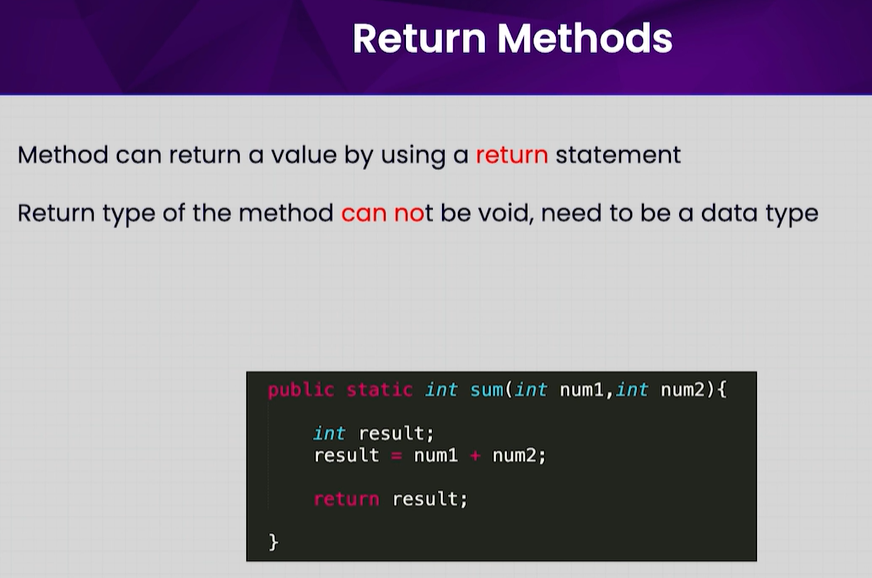 Return Methods
Method can return a value by using a return statement
Return type of the method can not be void, need to be a data type
public static int sum(int num1,int num2){
int result;
result = num1 + num2;
return result;
}